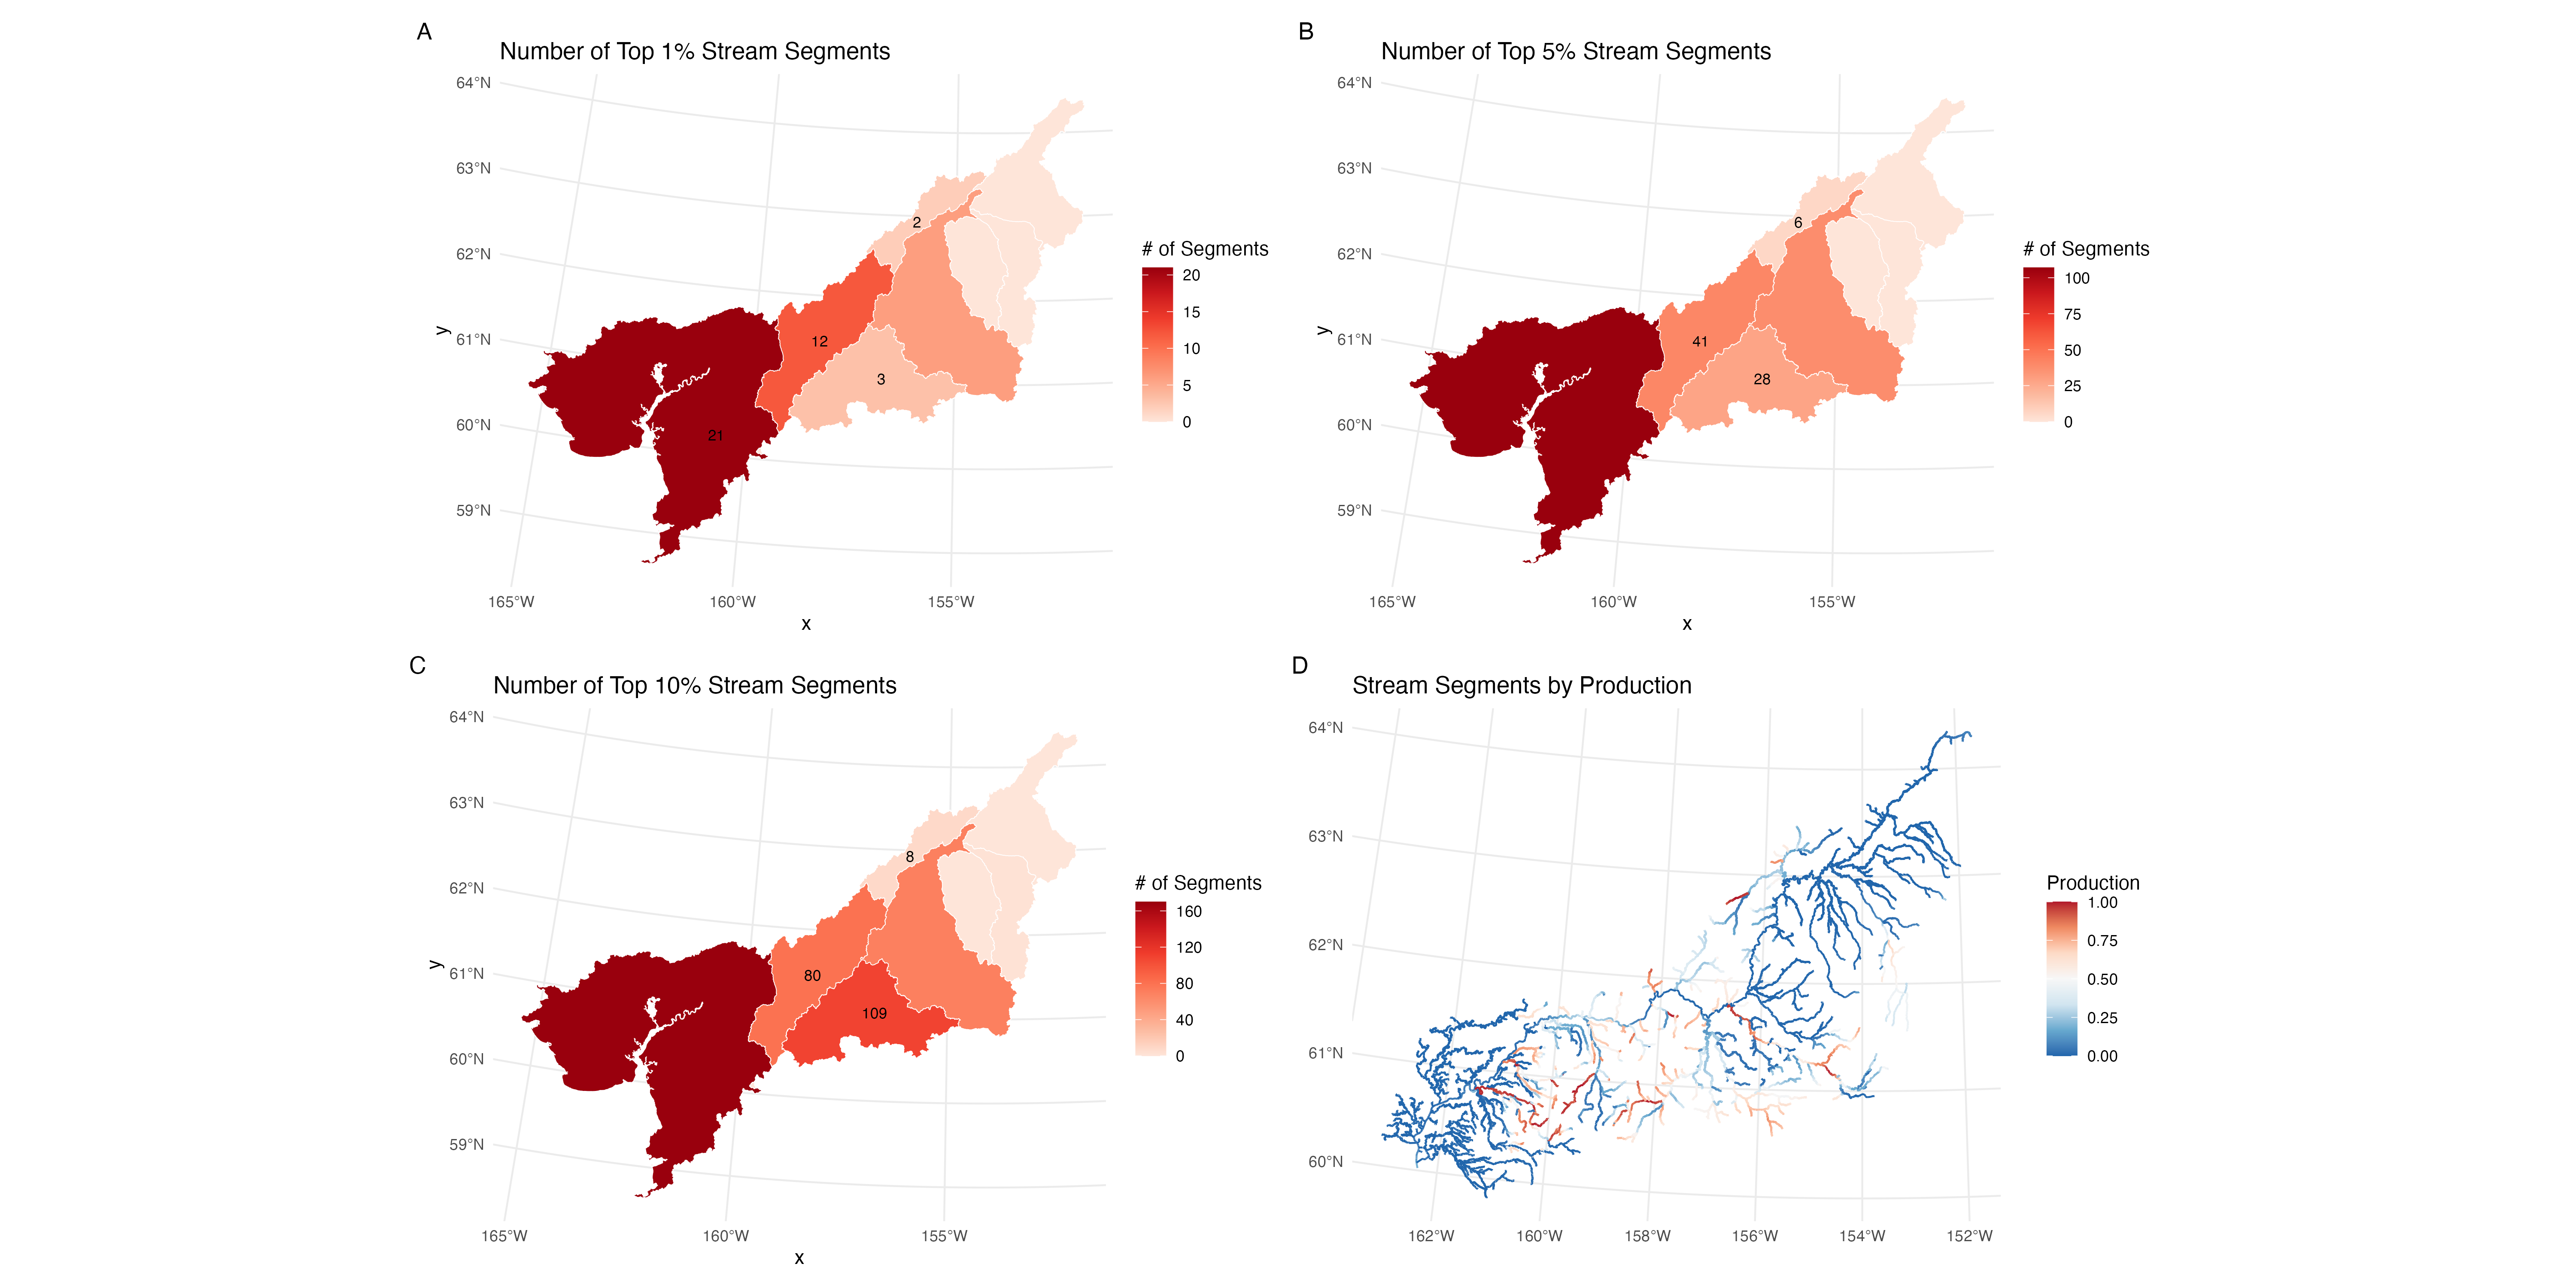 A
Number of Top 1% Stream Segments
64°N
63°N
62°N
61°N
60°N
59°N
y
2
12
3
21
165°W
160°W
155°W
x
# of Segments
20
15
10
5
0
B
Number of Top 5% Stream Segments
64°N
63°N
62°N
61°N
60°N
59°N
y
6
41
28
165°W
160°W
155°W
x
# of Segments
100
75
50
25
0
C
Number of Top 10% Stream Segments
64°N
63°N
62°N
61°N
60°N
59°N
y
8
80
109
165°W
160°W
155°W
x
# of Segments
160
120
80
40
0
D
Stream Segments by Production
64°N
63°N
62°N
61°N
60°N
162°W
160°W
158°W
156°W
154°W
152°W
Production
1.00
0.75
0.50
0.25
0.00